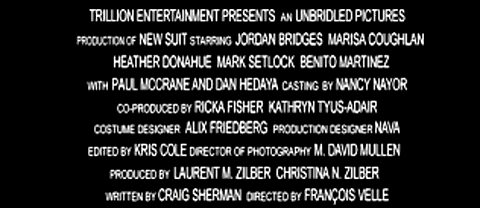 TRILLION ENTERTAINMENT PRESENTS AN UNBRIDLED PICTURES
PRODUCTION OF NEW SUIT STARRING JORDAN BRIDGES MARISA COUGHLAN
HEATHER DONAHUE MARK SETLOCK BENITO MARTINEZ
WITH PAUL MCCRANE AND DAN HEDAYA CASTING BY NANCY NAYOR
CO-PRODUCED BY RICKA FISHER KATHRYN TYUS-ADAIR
COSTUME DESIGNER ALIX FRIEDBERG PRODUCTION DESIGNER NAVA
EDITED BY KRIS COLE DIRECTOR OF PHOTOGRAPHY M. DAVID MULLEN
PRODUCED BY LAURENT M. ZILBER CHRISTINA N. ZILBER
WRITTEN BY CRAIG SHERMAN DIRECTED BY FRANÇOIS VELLE